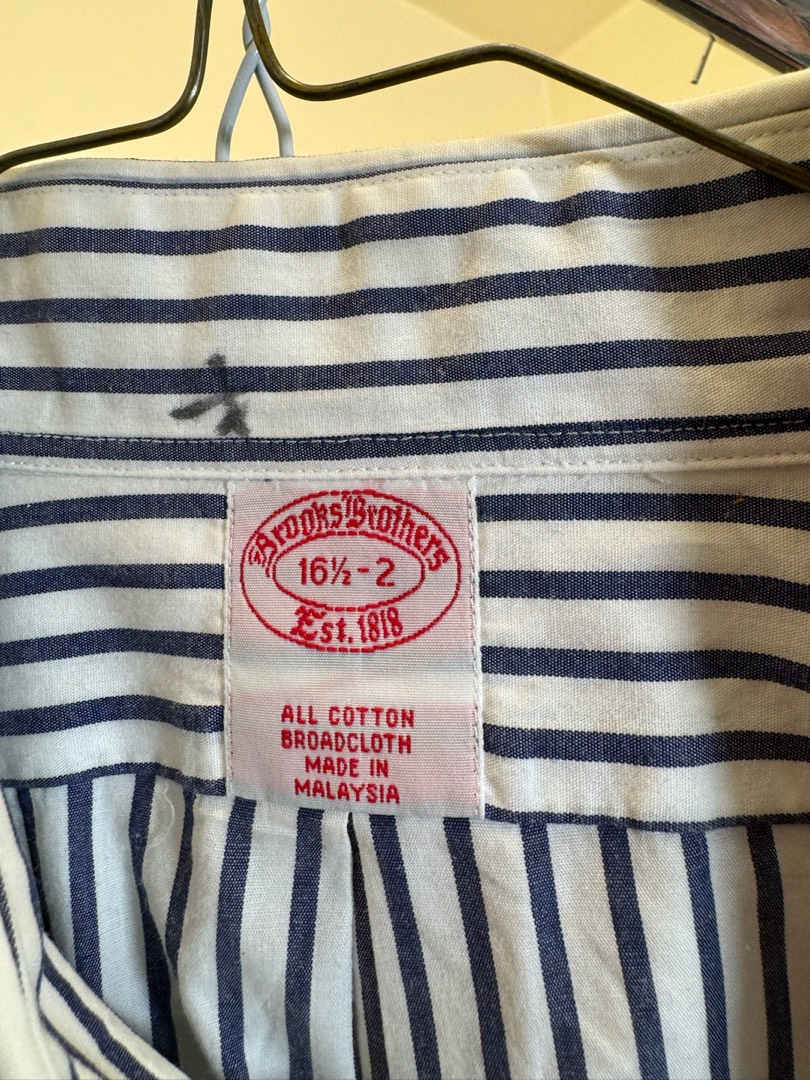 Brooks Brothers
16½-2
Est. 1818
ALL COTTON
BROADCLOTH
MADE IN
MALAYSIA